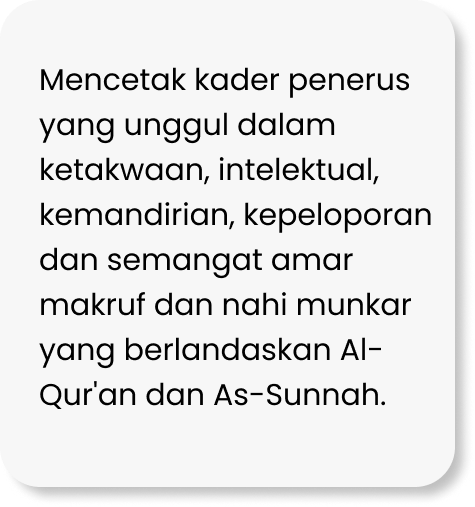 Mencetak kader penerus
yang unggul dalam
ketakwaan, intelektual,
kemandirian, kepeloporan
dan semangat amar
makruf dan nahi munkar
yang berlandaskan Al-
Qur'an dan As-Sunnah.